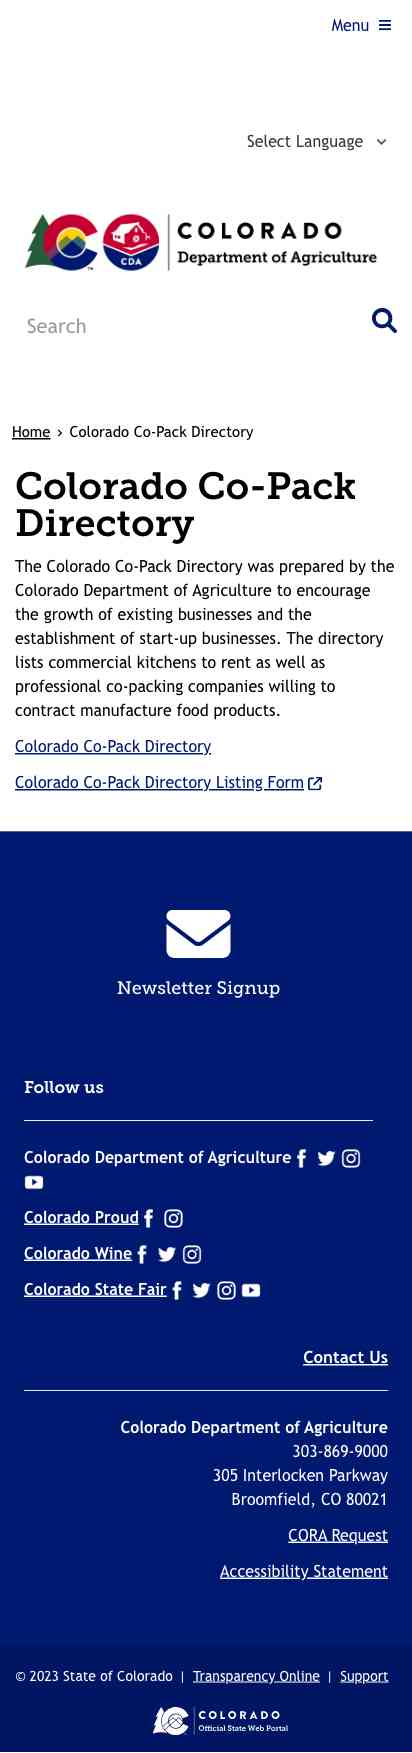 Menu
Select Language
CDA
TM
COLORADO
Department of Agriculture
Search
Home › Colorado Co-Pack Directory
Colorado Co-Pack
Directory
The Colorado Co-Pack Directory was prepared by the
Colorado Department of Agriculture to encourage
the growth of existing businesses and the
establishment of start-up businesses. The directory
lists commercial kitchens to rent as well as
professional co-packing companies willing to
contract manufacture food products.
Colorado Co-Pack Directory
Colorado Co-Pack Directory Listing Form
Newsletter Signup
Follow us
Colorado Department of Agriculture
Colorado Proud
Colorado Wine
Colorado State Fair
Contact Us
Colorado Department of Agriculture
303-869-9000
305 Interlocken Parkway
Broomfield, CO 80021
CORA Request
Accessibility Statement
© 2023 State of Colorado | Transparency Online | Support
COLORADO
Official State Web Portal